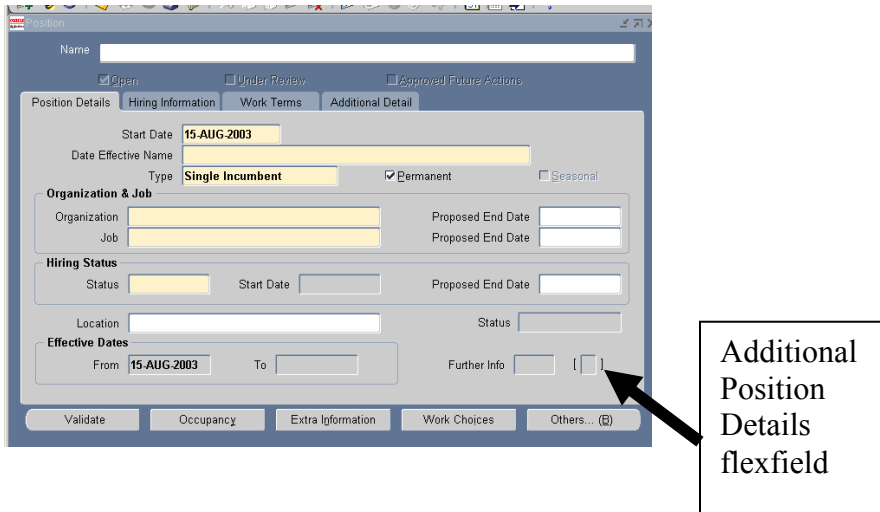 Position
Name
Open Under Review Approved Future Actions
Position Details Hiring Information Work Terms Additional Detail
Start Date 15-AUG-2003
Date Effective Name
Type Single Incumbent Permanent Seasonal
Organization & Job
Organization Proposed End Date
Job Proposed End Date
Hiring Status
Status Start Date Proposed End Date
Location Status
Effective Dates
From 15-AUG-2003 To Further Info [ ]
Validate Occupancy Extra Information Work Choices Others... (B)
Additional
Position
Details
flexfield